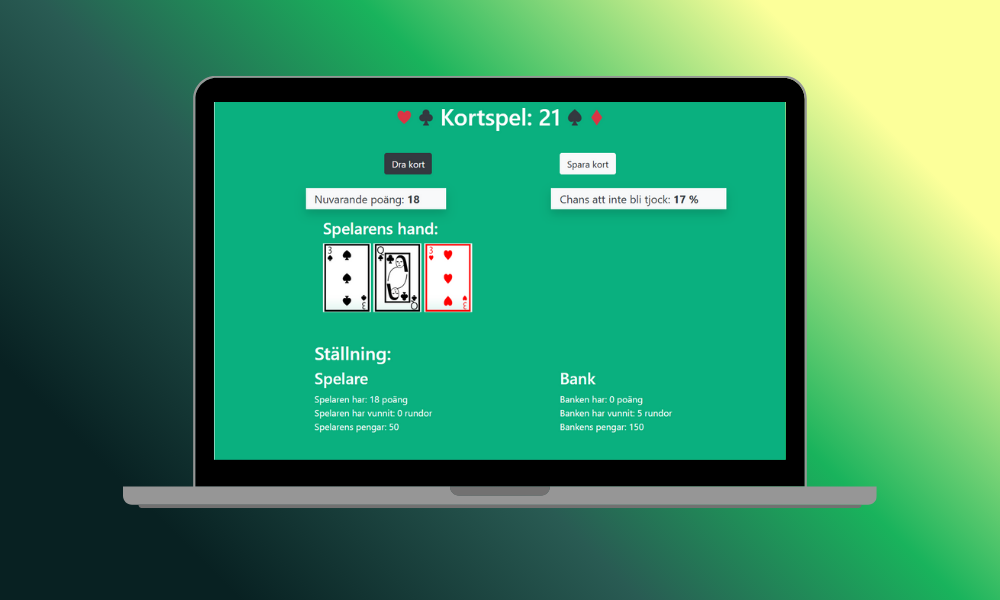 Kortspel: 21
Dra kort
Spara kort
Nuvarande poäng: 18
Chans att inte bli tjock: 17 %
Spelarens hand:
3 Q 3
3 Q 3
Ställning:
Spelare
Bank
Spelaren har: 18 poäng
Banken har: 0 poäng
Spelaren har vunnit: 0 rundor
Banken har vunnit: 5 rundor
Spelarens pengar: 50
Bankens pengar: 150